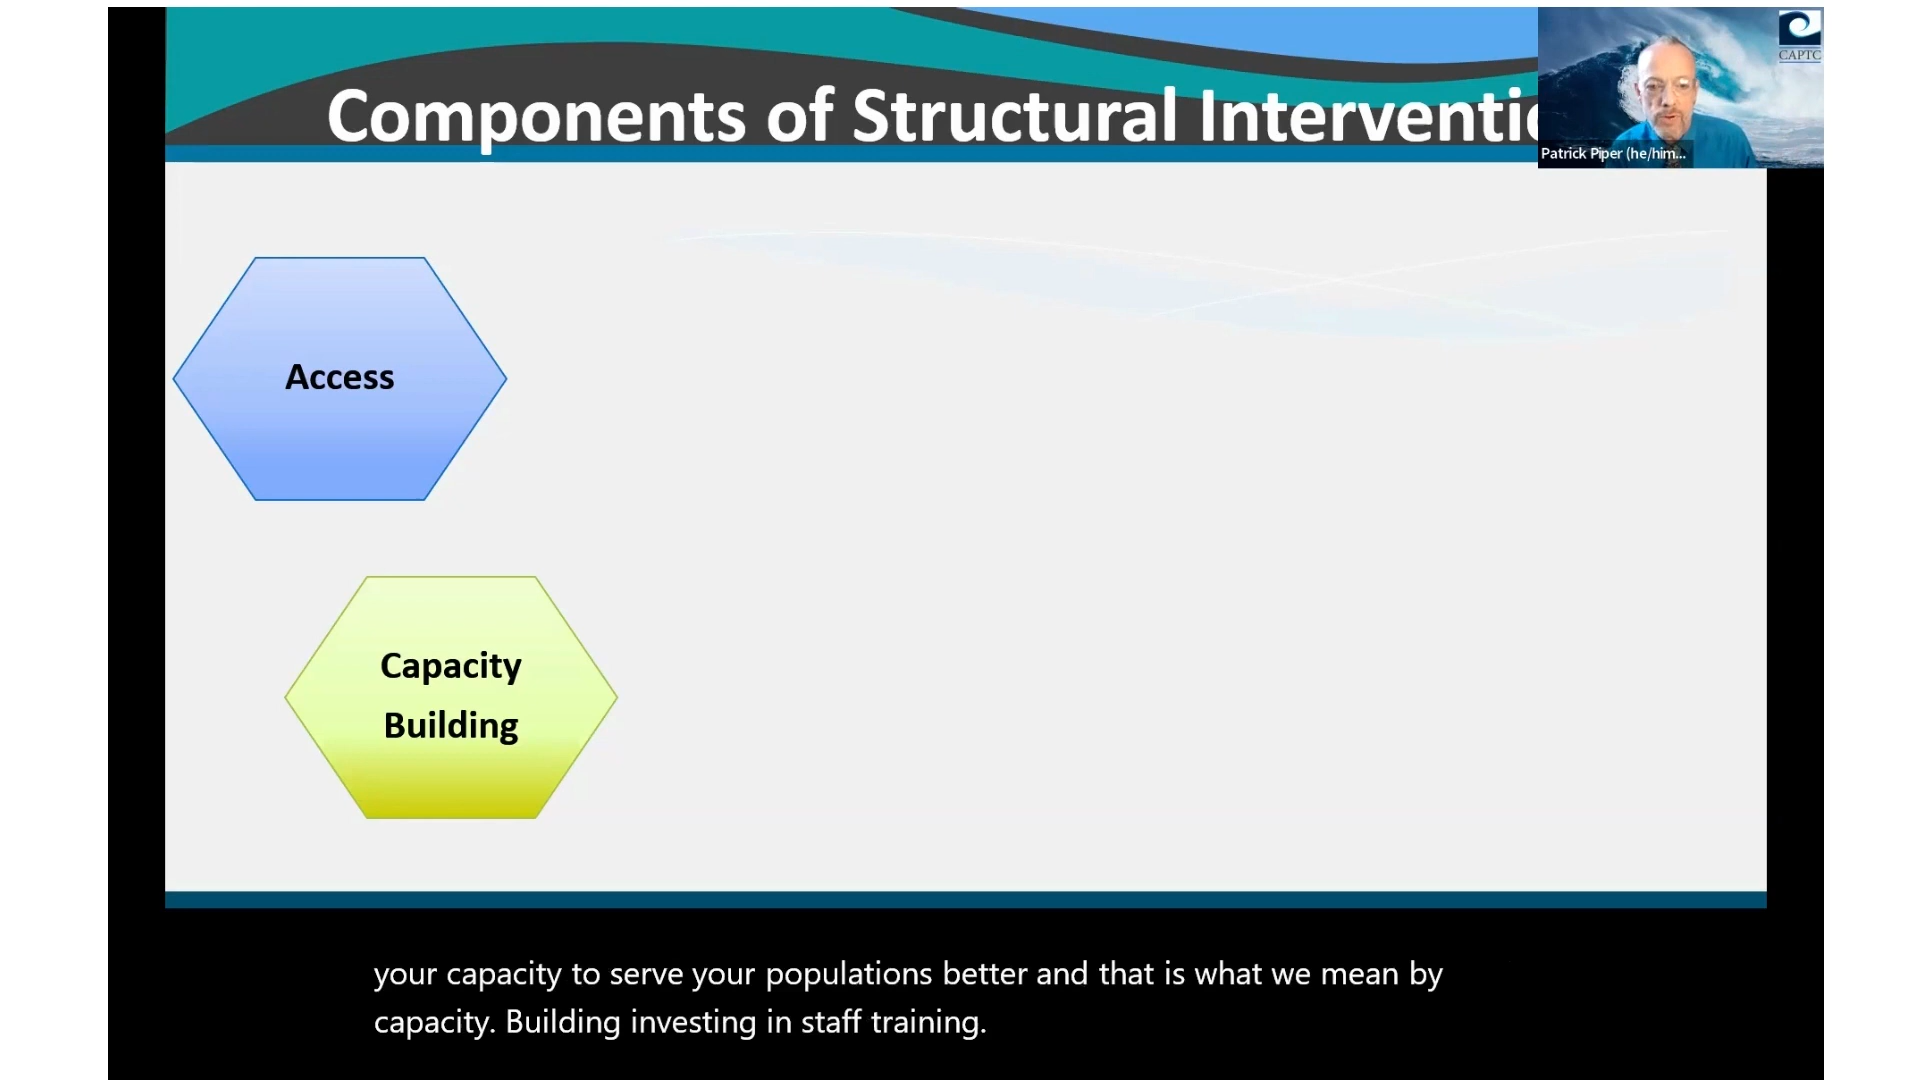 Components of Structural Interventi
CAPTC
Patrick Piper (he/him...
Access
Capacity
Building
your capacity to serve your populations better and that is what we mean by
capacity. Building investing in staff training.